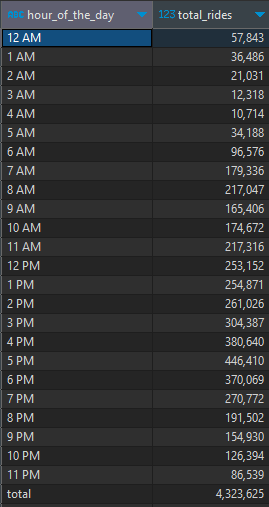 ABC hour_of_the_day 123 total_rides
12 AM 57,843
1 AM 36,486
2 AM 21,031
3 AM 12,318
4 AM 10,714
5 AM 34,188
6 AM 96,576
7 AM 179,336
8 AM 217,047
9 AM 165,406
10 AM 174,672
11 AM 217,316
12 PM 253,152
1 PM 254,871
2 PM 261,026
3 PM 304,387
4 PM 380,640
5 PM 446,410
6 PM 370,069
7 PM 270,772
8 PM 191,502
9 PM 154,930
10 PM 126,394
11 PM 86,539
total 4,323,625